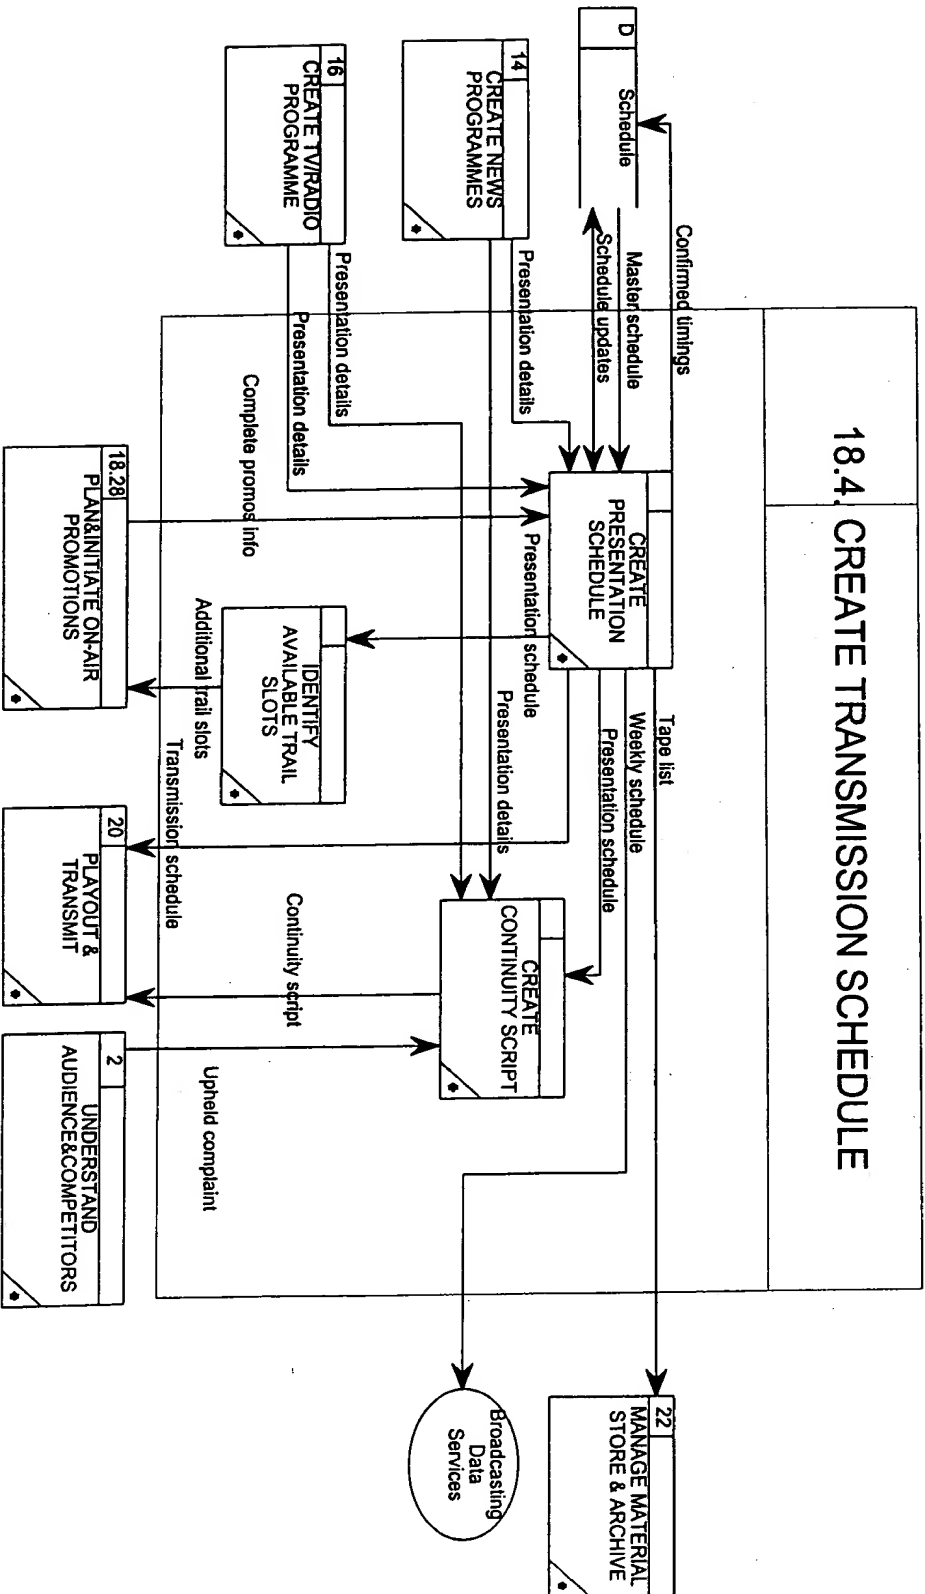 18.4. CREATE TRANSMISSION SCHEDULE
Confirmed timings
D
Schedule
Master schedule
Schedule updates
14
CREATE NEWS
PROGRAMMES
Presentation details
16
CREATE TV/RADIO
PROGRAMME
Presentation details
Presentation details
CREATE
PRESENTATION
SCHEDULE
Tape list
Weekly schedule
Presentation schedule
Presentation schedule
Presentation details
Complete promos info
IDENTIFY
AVAILABLE TRAIL
SLOTS
Additional trail slots
Transmission schedule
CREATE
CONTINUITY SCRIPT
Continuity script
Upheld complaint
22
MANAGE MATERIAL
STORE & ARCHIVE
Broadcasting
Data
Services
18.28
PLAN&INITIATE ON-AIR
PROMOTIONS
20
PLAYOUT &
TRANSMIT
2
UNDERSTAND
AUDIENCE&COMPETITORS